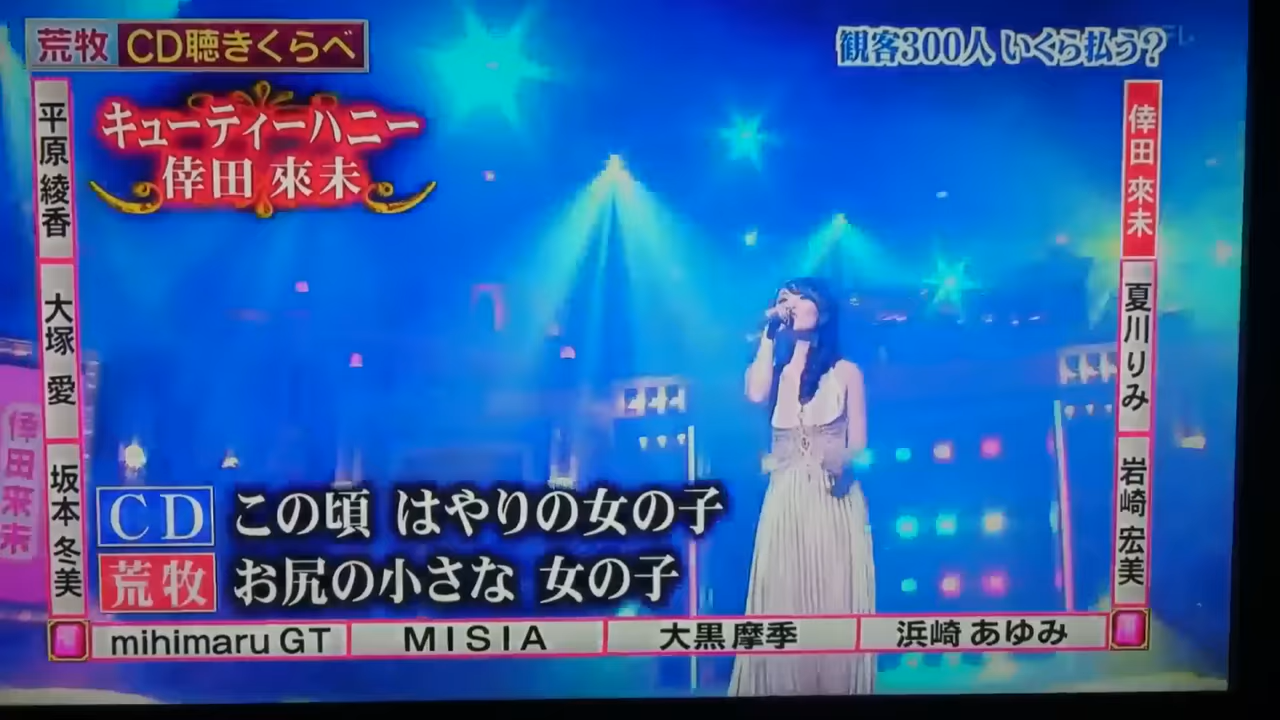 荒牧 CD聴きくらべ
観客300人 いくら払う?
キューティーハニー
倖田 來未
平原 綾香
大塚 愛
坂本 冬美
倖田 來未
夏川りみ
岩崎 宏美
倖田來未
CD この頃 はやりの女の子
荒牧 お尻の小さな 女の子
mihimaru GT
MISIA
大黒 摩季
浜崎 あゆみ